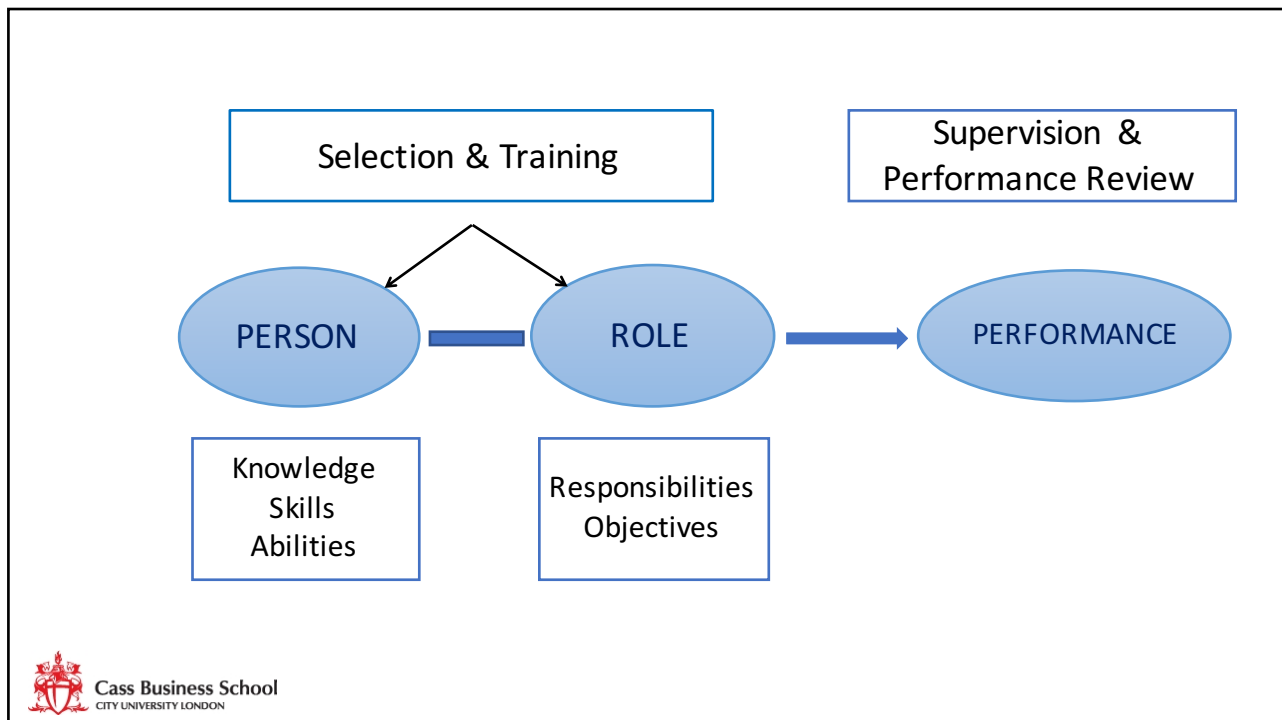 Selection & Training
Supervision &
Performance Review
PERSON
ROLE
PERFORMANCE
Knowledge
Skills
Abilities
Responsibilities
Objectives
Cass Business School
CITY UNIVERSITY LONDON